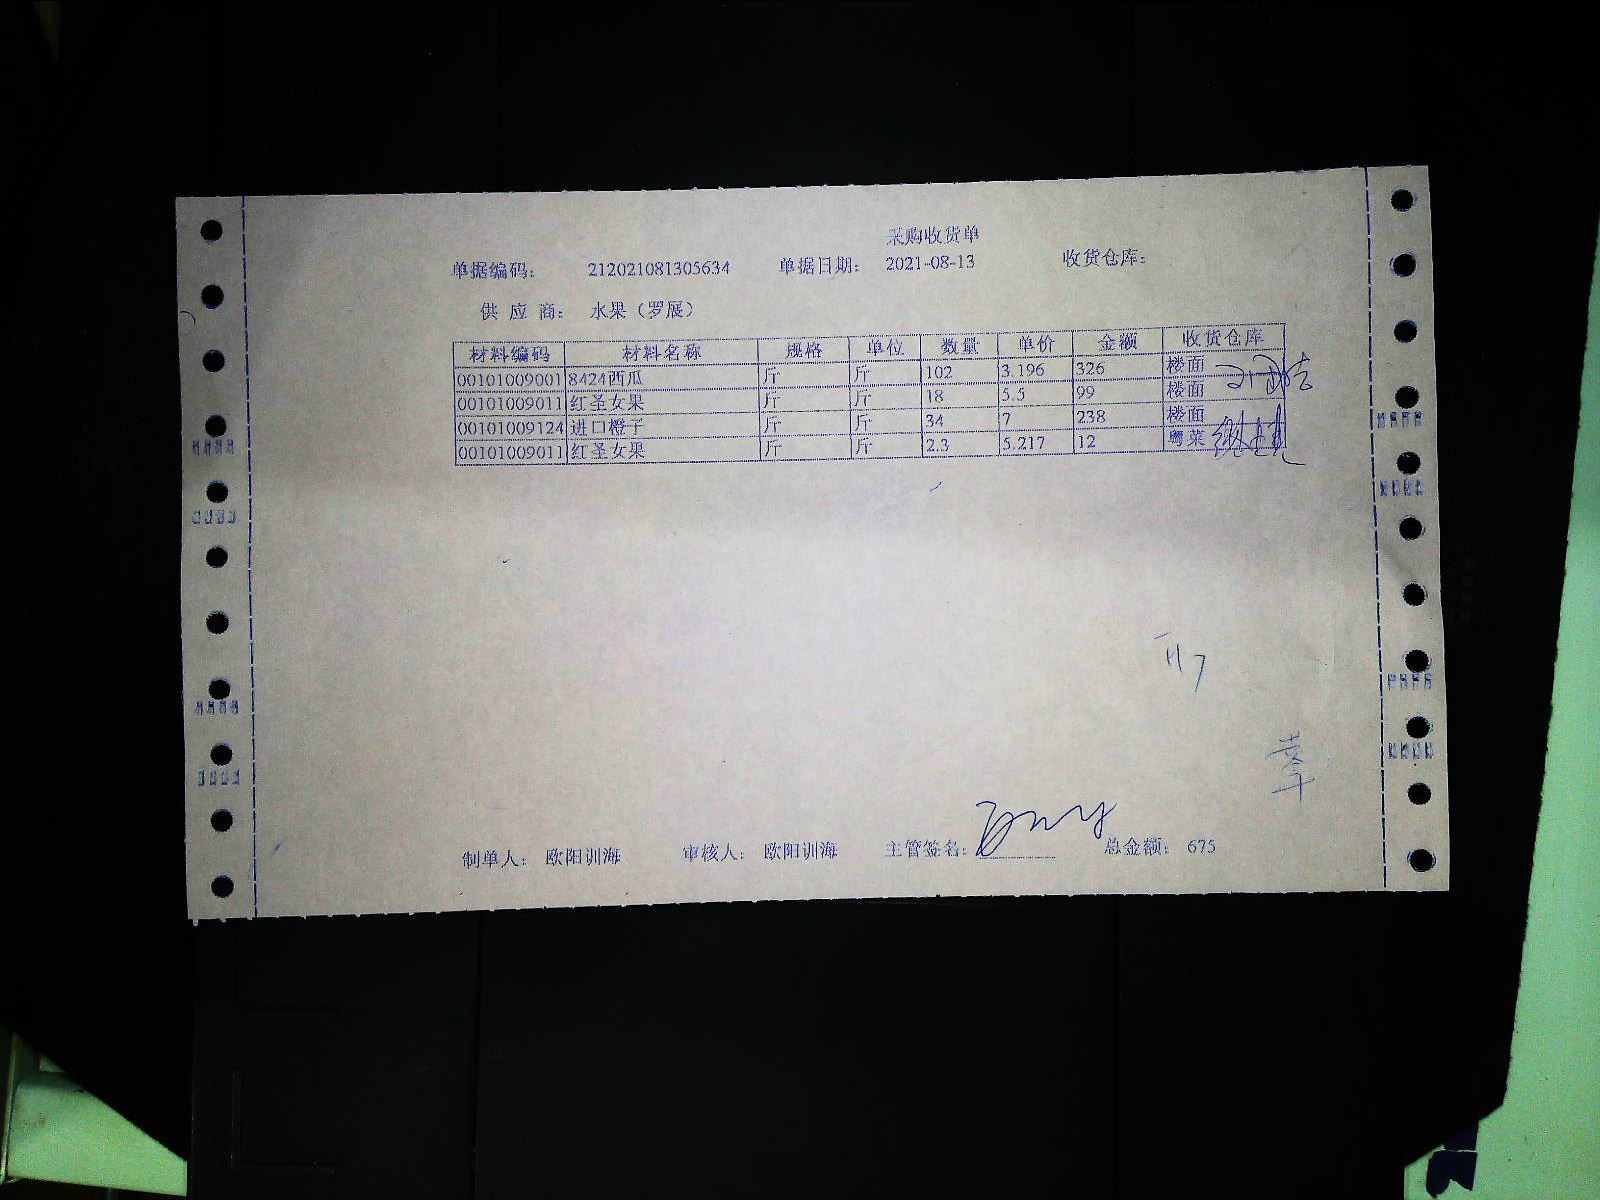 采购收货单
单据编码： 212021081305634 单据日期： 2021-08-13 收货仓库：
供 应 商： 水果（罗展）
材料编码 材料名称 规格 单位 数量 单价 金额 收货仓库
00101009001 8424西瓜 斤 斤 102 3.196 326 楼面
00101009011 红圣女果 斤 斤 18 5.5 99 楼面
00101009124 进口橙子 斤 斤 34 7 238 楼面
00101009011 红圣女果 斤 斤 2.3 5.217 12 粤菜
制单人： 欧阳训海 审核人： 欧阳训海 主管签名： 总金额： 675